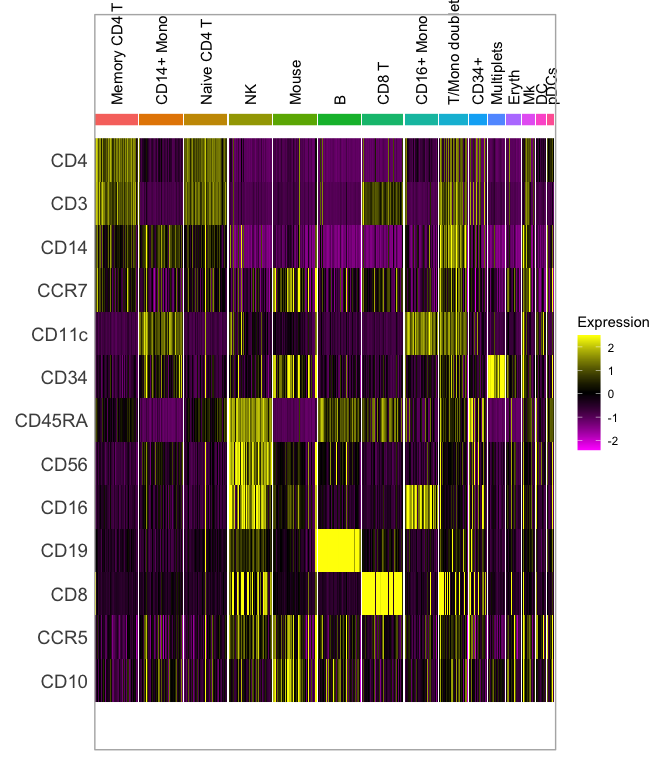 Memory CD4 T
CD14+ Mono
Naive CD4 T
NK
Mouse
B
CD8 T
CD16+ Mono
T/Mono doublet
CD34+
Multiplets
Eryth
Mk
DC
pDCs
CD4
CD3
CD14
CCR7
CD11c
CD34
CD45RA
CD56
CD16
CD19
CD8
CCR5
CD10
Expression
2
1
0
-1
-2